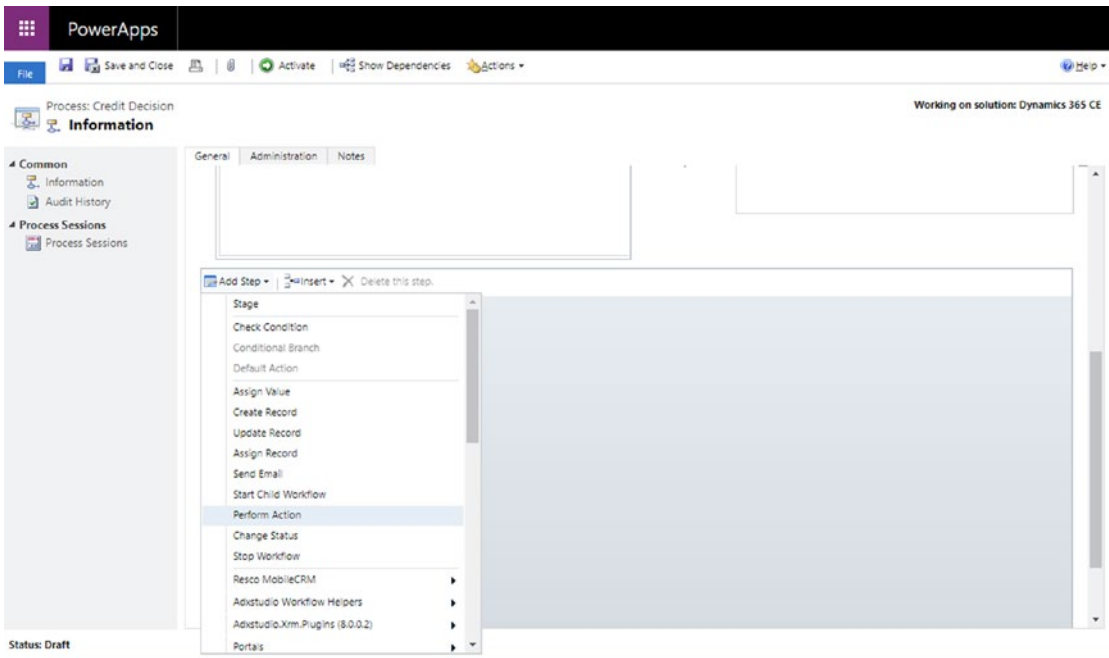 PowerApps
File Save and Close Activate Show Dependencies Actions Help
Process: Credit Decision
Information
Working on solution: Dynamics 365 CE
Common
Information
Audit History
Process Sessions
Process Sessions
General Administration Notes
Add Step Insert Delete this step.
Stage
Check Condition
Conditional Branch
Default Action
Assign Value
Create Record
Update Record
Assign Record
Send Email
Start Child Workflow
Perform Action
Change Status
Stop Workflow
Resco MobileCRM
Adxstudio Workflow Helpers
Adxstudio.Xrm.Plugins (8.0.0.2)
Portals
Status: Draft